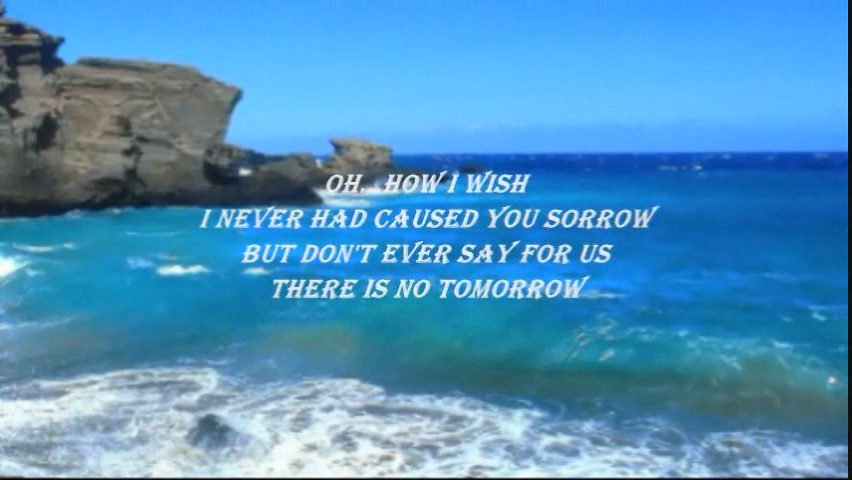 OH.. HOW I WISH
I NEVER HAD CAUSED YOU SORROW
BUT DON'T EVER SAY FOR US
THERE IS NO TOMORROW